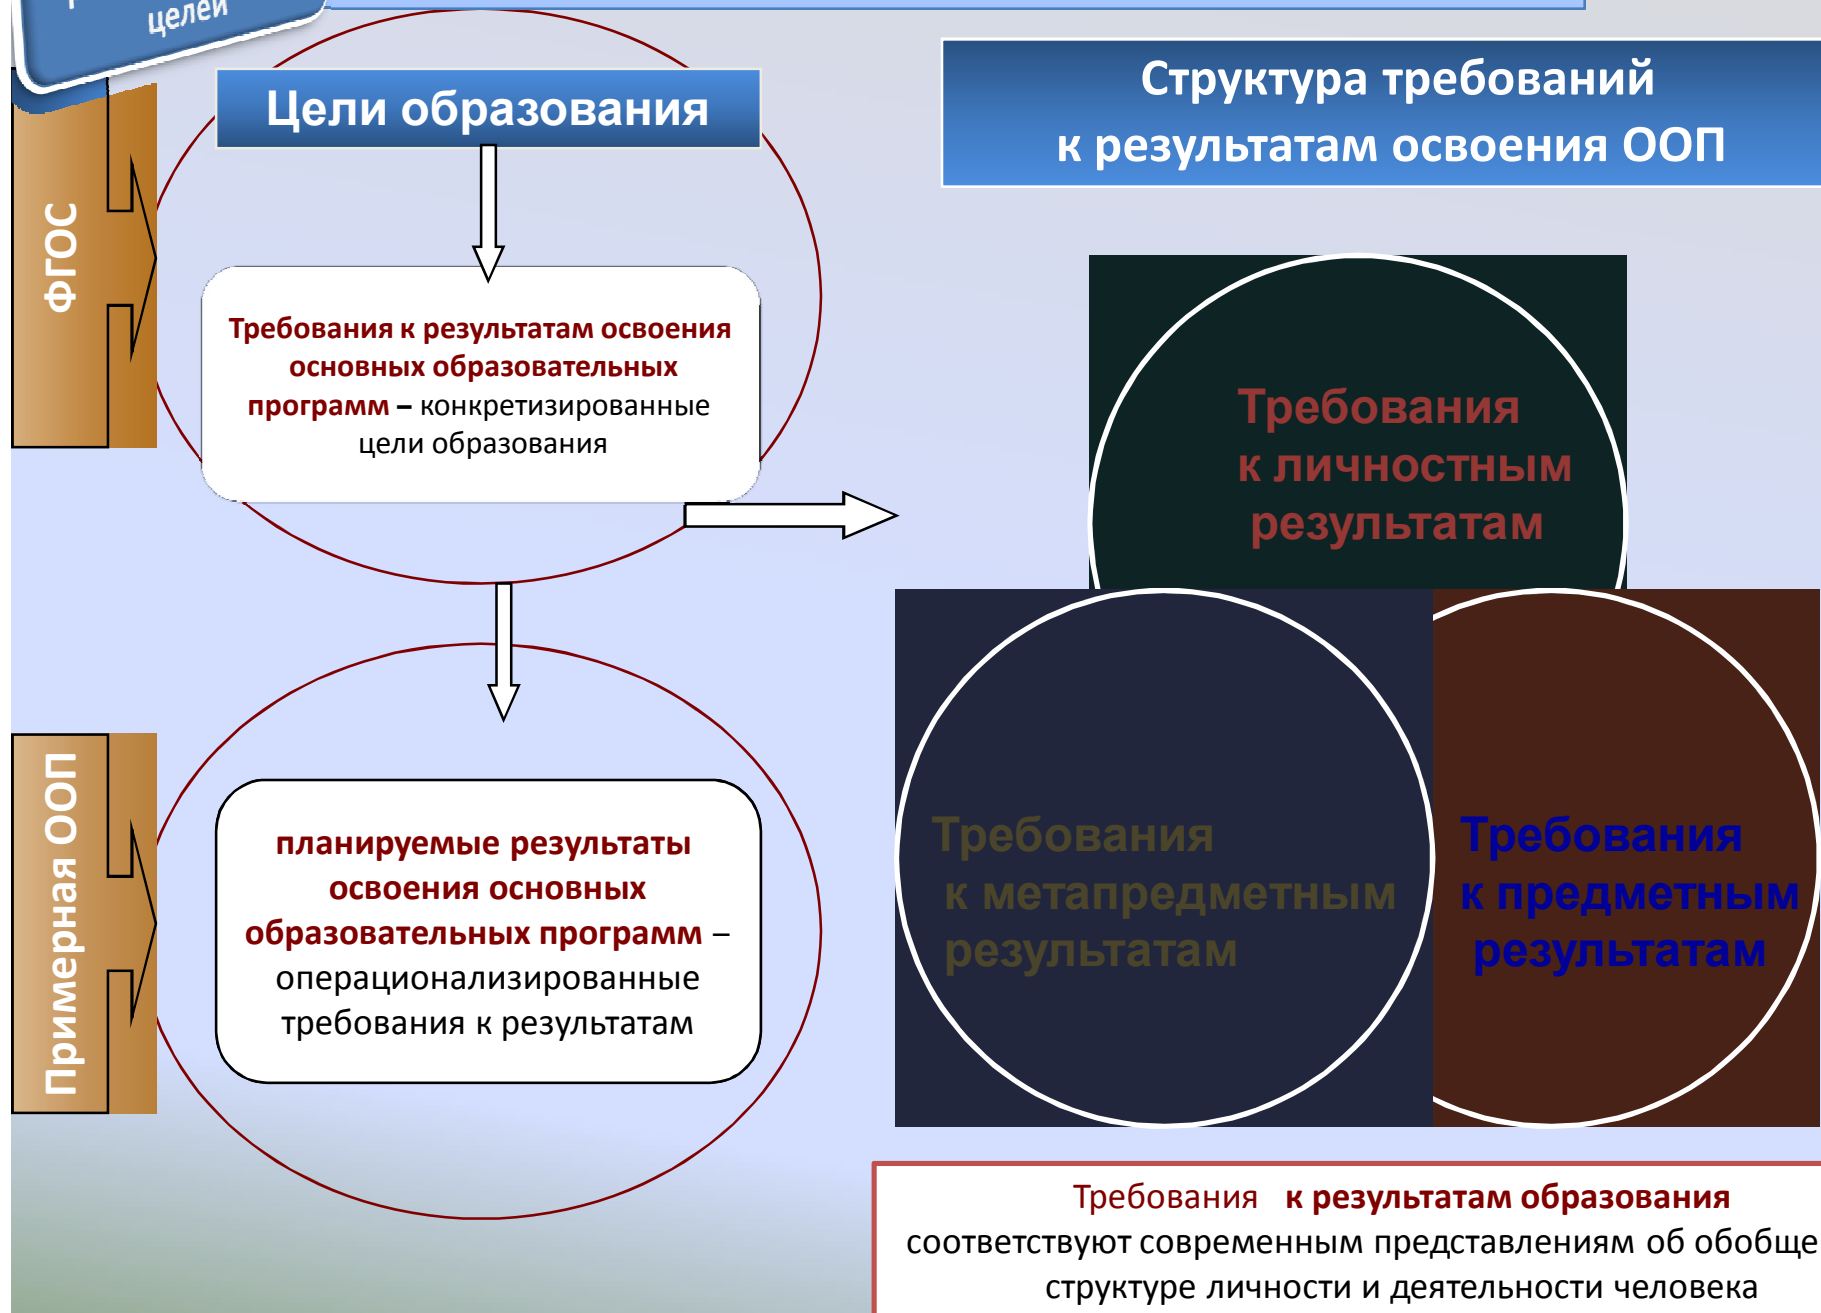 целей
Цели образования
ФГОС
Требования к результатам освоения
основных образовательных
программ – конкретизированные
цели образования
Примерная ООП
планируемые результаты
освоения основных
образовательных программ –
операционализированные
требования к результатам
Структура требований
к результатам освоения ООП
Требования
к личностным
результатам
Требования
к метапредметным
результатам
Требования
к предметным
результатам
Требования к результатам образования
соответствуют современным представлениям об обобще
структуре личности и деятельности человека